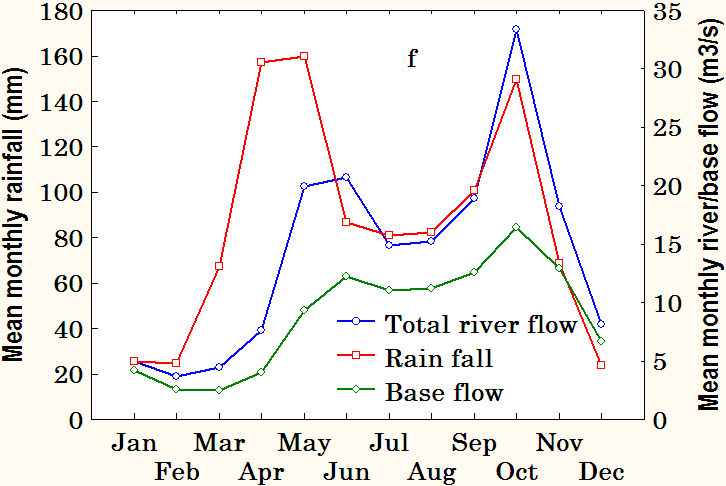 180
160
140
120
100
80
60
40
20
0
Mean monthly rainfall (mm)
f
35
30
25
20
15
10
5
0
Mean monthly river/base flow (m3/s)
Total river flow
Rain fall
Base flow
Jan Mar May Jul Sep Nov
Feb Apr Jun Aug Oct Dec